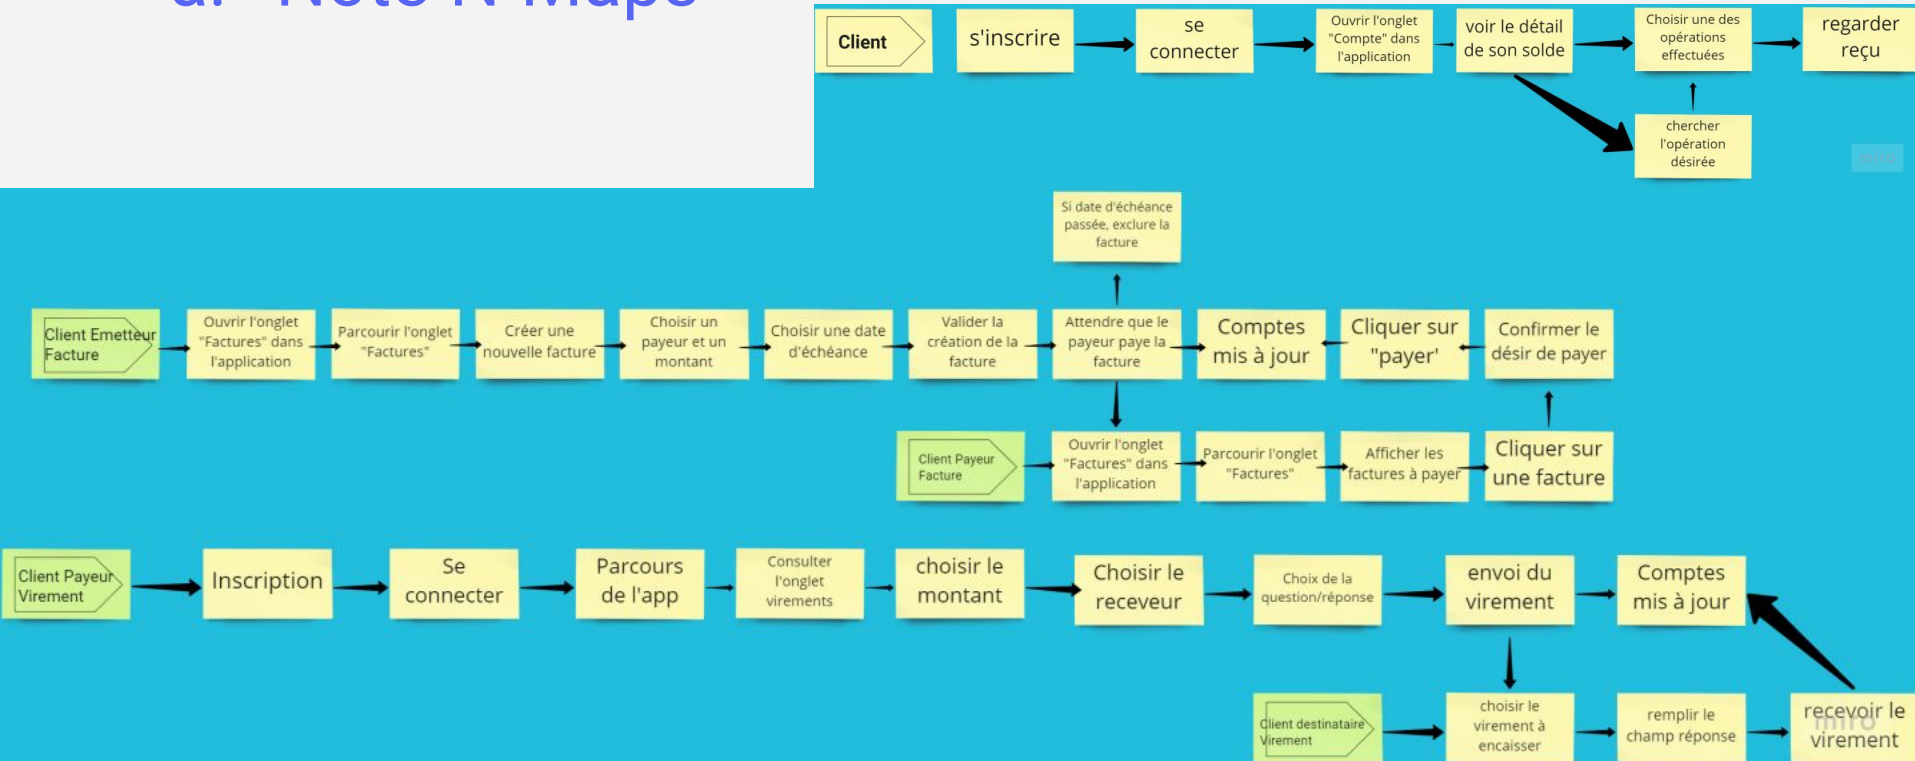 a. Note N Maps
Client
s'inscrire
se
connecter
Ouvrir l'onglet
"Compte" dans
l'application
voir le détail
de son solde
Choisir une des
opérations
effectuées
regarder
reçu
chercher
l'opération
désirée
miro
Si date d'échéance
passée, exclure la
facture
Client Emetteur
Facture
Ouvrir l'onglet
"Factures" dans
l'application
Parcourir l'onglet
"Factures"
Créer une
nouvelle facture
Choisir un
payeur et un
montant
Choisir une date
d'échéance
Valider la
création de la
facture
Attendre que le
payeur paye la
facture
Comptes
mis à jour
Cliquer sur
"payer'
Confirmer le
désir de payer
Client Payeur
Facture
Ouvrir l'onglet
"Factures" dans
l'application
Parcourir l'onglet
"Factures"
Afficher les
factures à payer
Cliquer sur
une facture
Client Payeur
Virement
Inscription
Se
connecter
Parcours
de l'app
Consulter
l'onglet
virements
choisir le
montant
Choisir le
receveur
Choix de la
question/réponse
envoi du
virement
Comptes
mis à jour
Client destinataire
Virement
choisir le
virement à
encaisser
remplir le
champ réponse
recevoir le
virement
miro